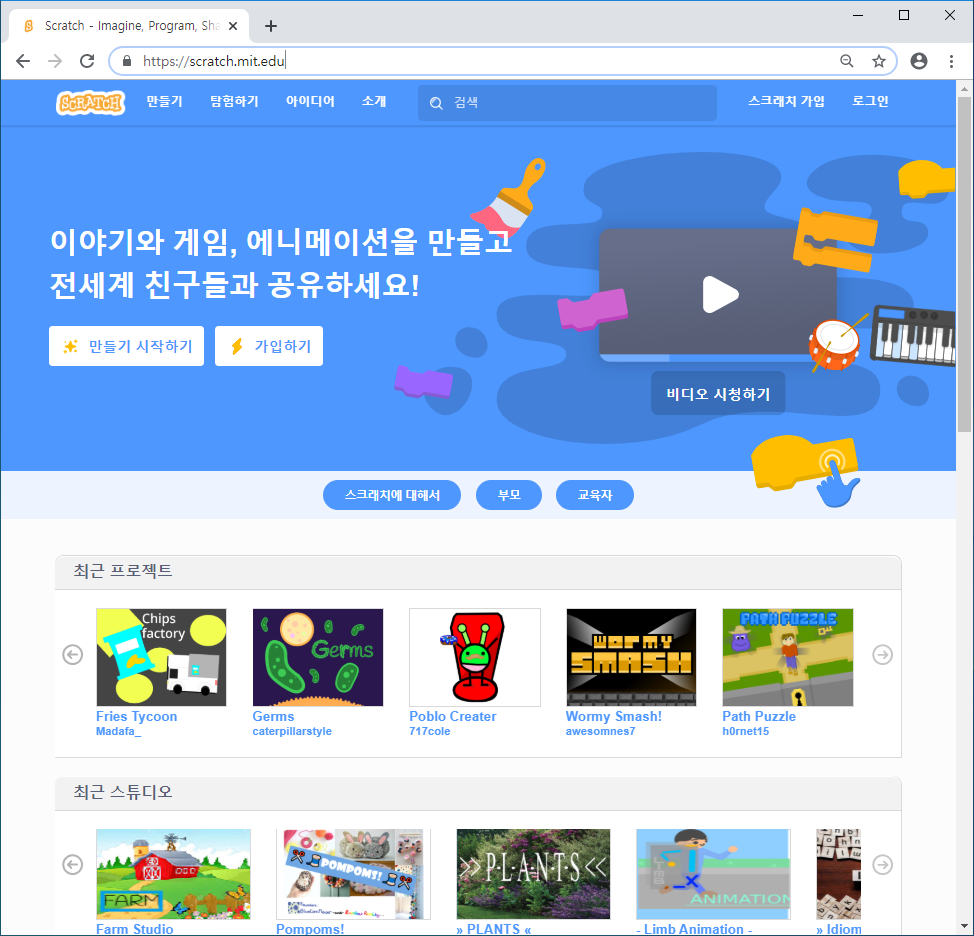 Scratch - Imagine, Program, Sha
https://scratch.mit.edu
SCRATCH
만들기
탐험하기
아이디어
소개
검색
스크래치 가입
로그인
이야기와 게임, 에니메이션을 만들고
전세계 친구들과 공유하세요!
만들기 시작하기
가입하기
비디오 시청하기
스크래치에 대해서
부모
교육자
최근 프로젝트
Chips
factory
Germs
WORMY
SMASH
PATH PUZZLE
Fries Tycoon
Germs
Poblo Creater
Wormy Smash!
Path Puzzle
Madafa_
caterpillarstyle
717cole
awesomnes7
h0rnet15
최근 스튜디오
FARM
POMPOMS!
»PLANTS«
ANIMATION
Farm Studio
Pompoms!
» PLANTS «
- Limb Animation -
» Idiom